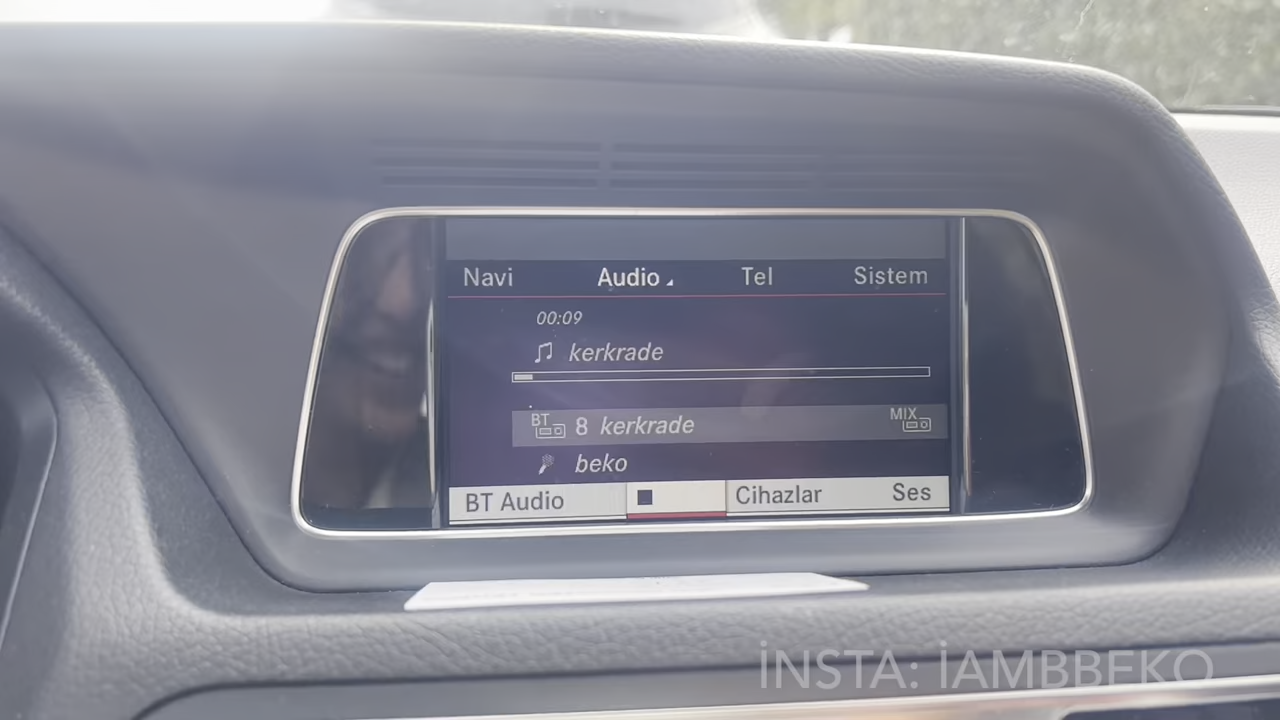 Navi Audio Tel Sistem
00:09
kerkrade
BT 8 kerkrade MIX
beko
BT Audio Cihazlar Ses
İNSTA: İAMBBEKO